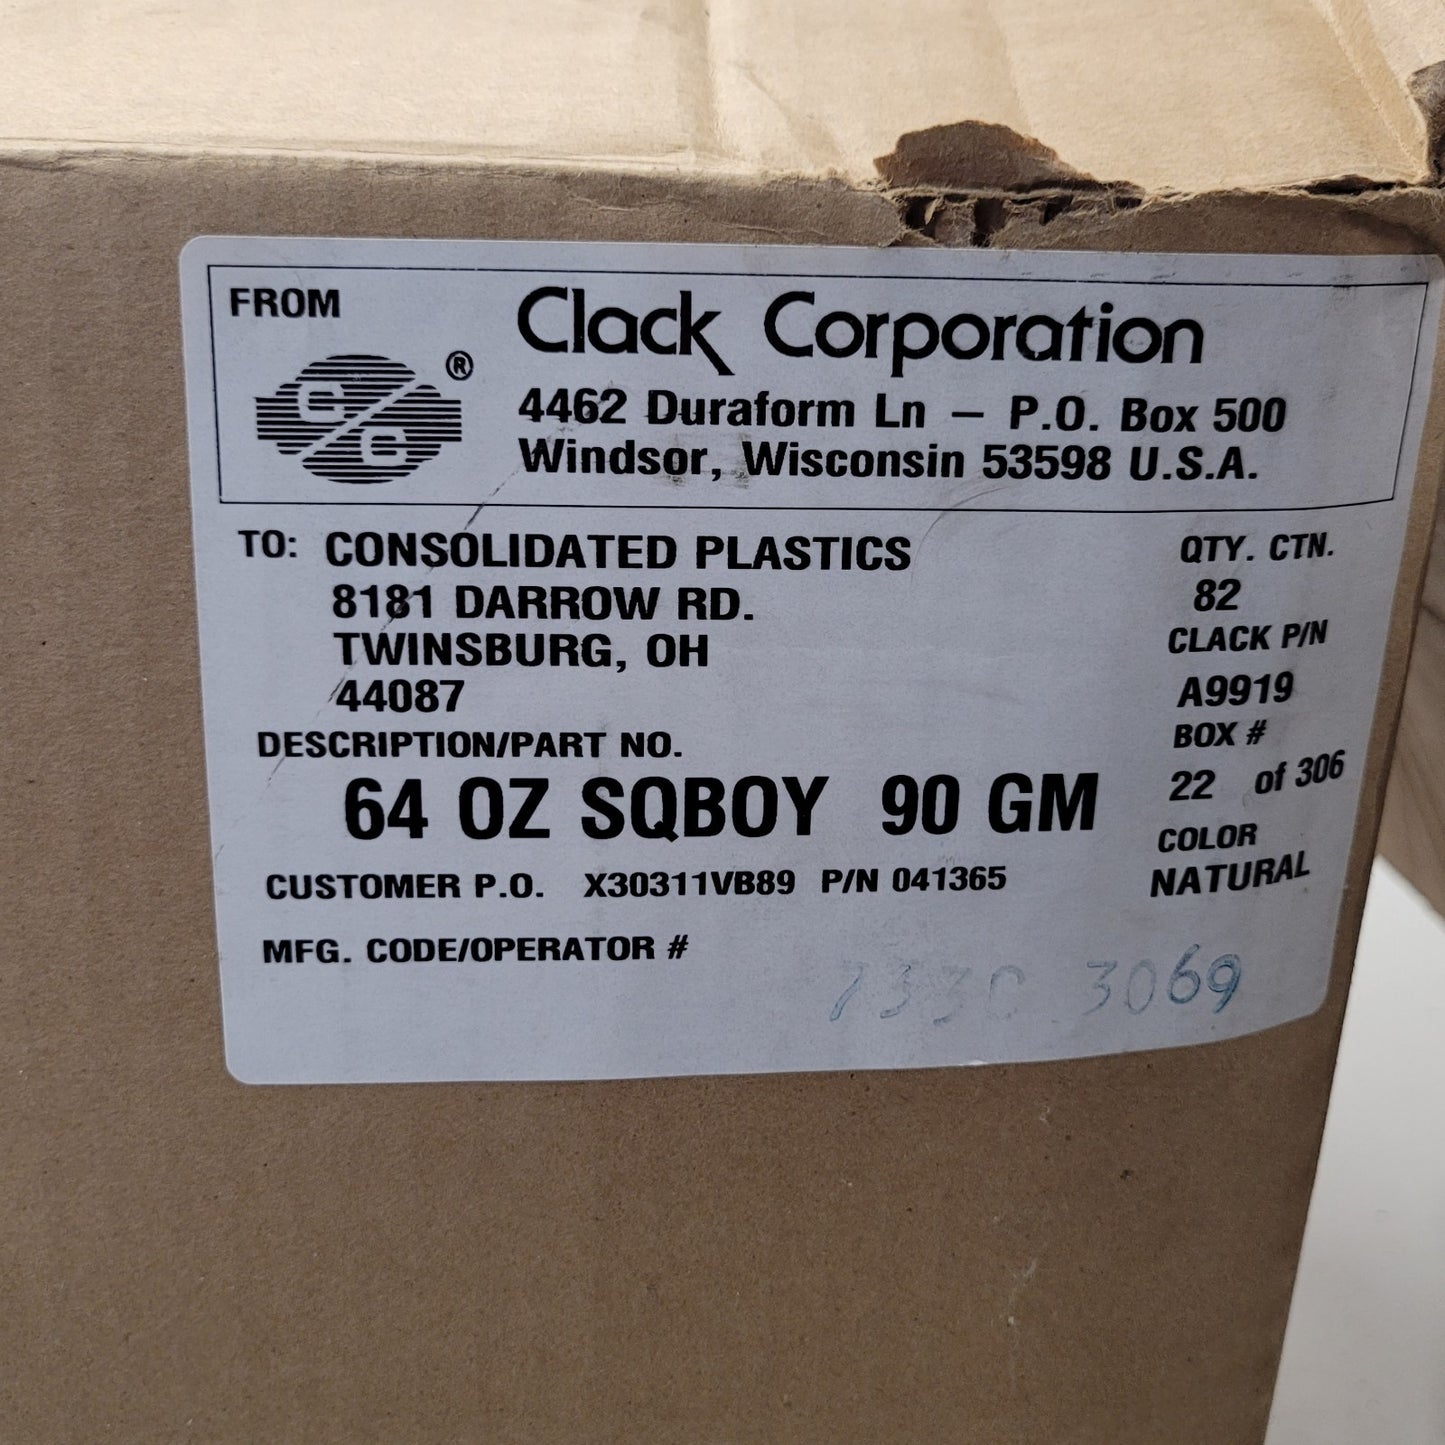 FROM
Clack Corporation
CC®
4462 Duraform Ln — P.O. Box 500
Windsor, Wisconsin 53598 U.S.A.
TO: CONSOLIDATED PLASTICS
8181 DARROW RD.
TWINSBURG, OH
44087
QTY. CTN.
82
CLACK P/N
A9919
BOX #
22 of 306
COLOR
NATURAL
DESCRIPTION/PART NO.
64 OZ SQBOY 90 GM
CUSTOMER P.O. X30311VB89 P/N 041365
MFG. CODE/OPERATOR #
7330 3069